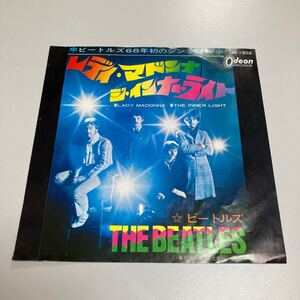 ＊ビートルズ68年初のシングル＊
Odeon
レディ・マドンナ
ジ・インナー・ライト
■LADY MADONNA ■THE INNER LIGHT
☆ ビートルズ
THE BEATLES